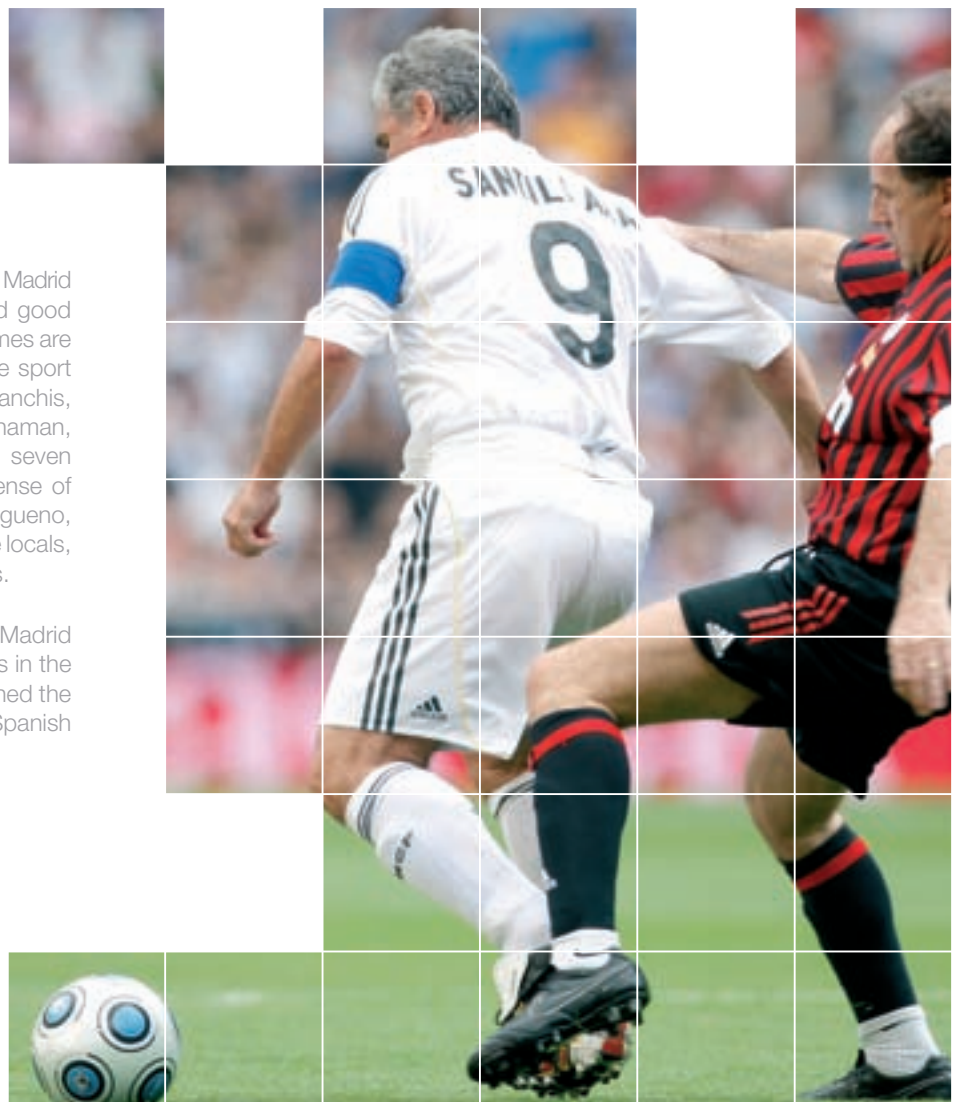 Madrid
d good
mes are
e sport
anchis,
haman,
seven
ense of
gueno,
e locals,
s.
Madrid
s in the
ned the
Spanish
9
adidas